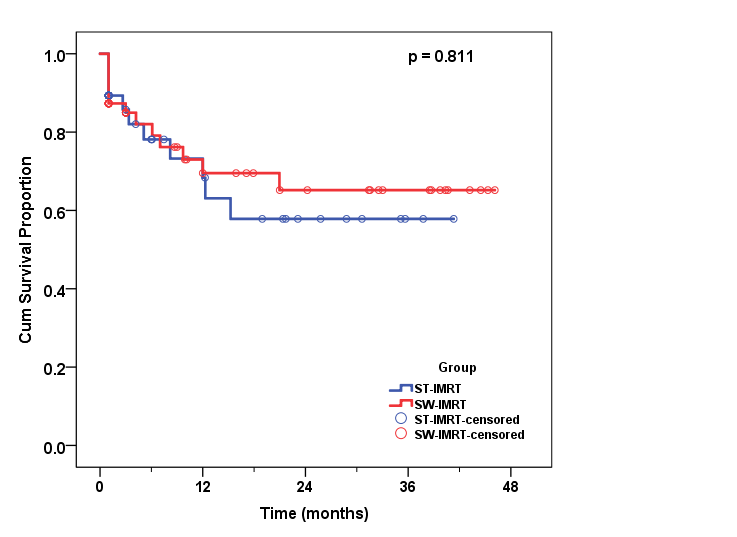 p = 0.811
1.0
0.8
0.6
0.4
0.2
0.0
Cum Survival Proportion
Group
ST-IMRT
SW-IMRT
ST-IMRT-censored
SW-IMRT-censored
0 12 24 36 48
Time (months)